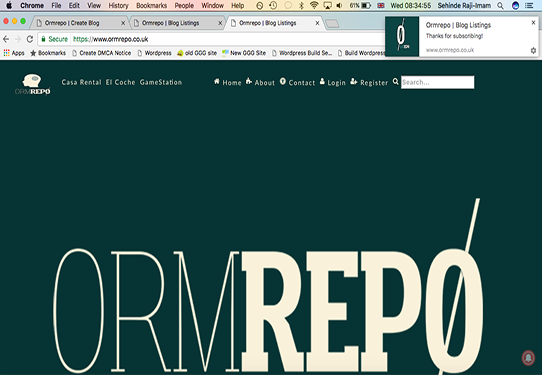 Chrome File Edit View History Bookmarks People Window 61% Wed 08:34:55 Sehinde Raji-Imam
Ormrepo | Create Blog Ormrepo | Blog Listings Ormrepo | Blog Listings
Secure https://www.ormrepo.co.uk
Apps Bookmarks Create DMCA Notice Wordpress old GGG site New GGG Site Wordpress Build Se... Build Wordpress
Ormrepo | Blog Listings
Thanks for subscribing!
www.ormrepo.co.uk
ORMREPO
Casa Rental El Coche GameStation Home About Contact Login Register Search...
ORMREPO